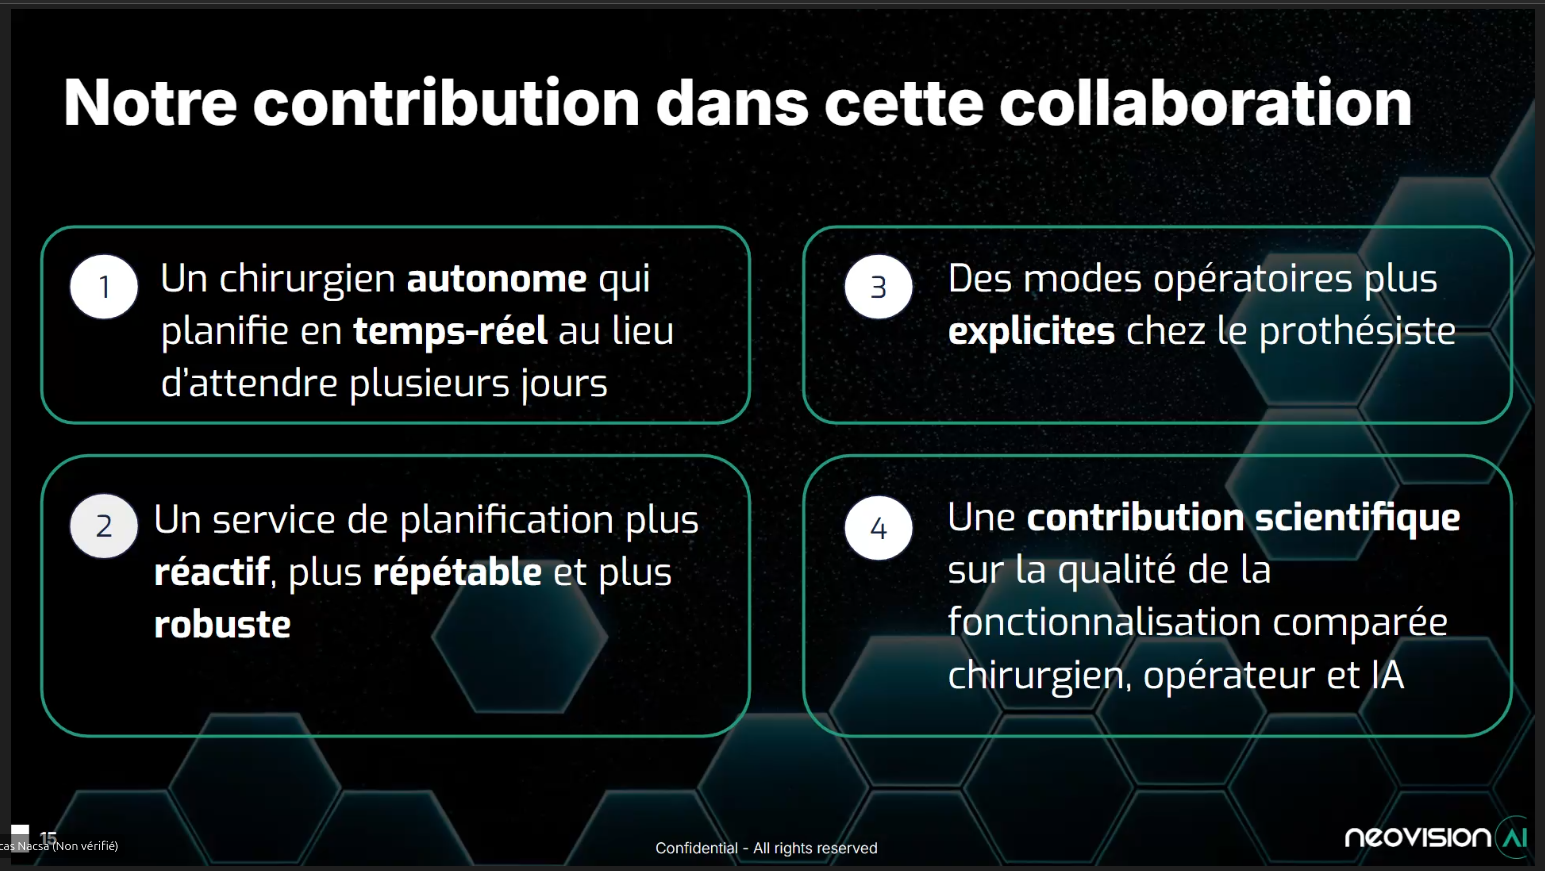 Notre contribution dans cette collaboration
1
Un chirurgien autonome qui
planifie en temps-réel au lieu
d'attendre plusieurs jours
2
Un service de planification plus
réactif, plus répétable et plus
robuste
3
Des modes opératoires plus
explicites chez le prothésiste
4
Une contribution scientifique
sur la qualité de la
fonctionnalisation comparée
chirurgien, opérateur et IA
15
cas Nacsa (Non vérifié)
Confidential - All rights reserved
neovision AI